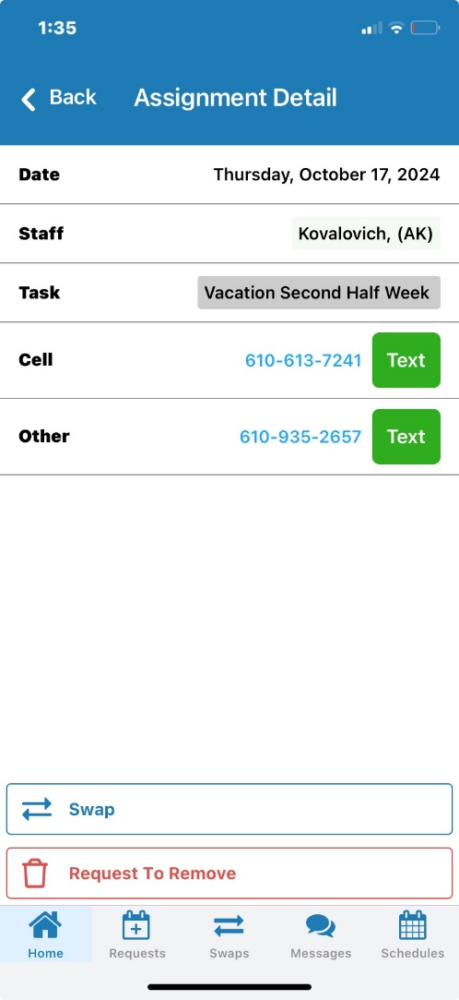 1:35
Back Assignment Detail
Date Thursday, October 17, 2024
Staff Kovalovich, (AK)
Task Vacation Second Half Week
Cell 610-613-7241 Text
Other 610-935-2657 Text
Swap
Request To Remove
Home Requests Swaps Messages Schedules